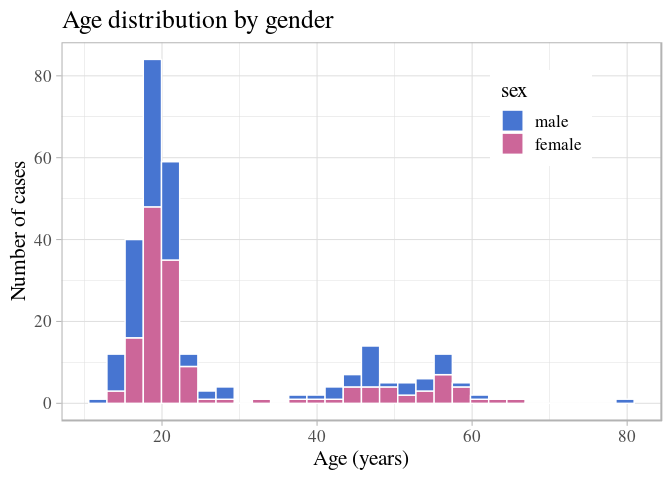 Age distribution by gender
80
60
40
20
0
Number of cases
sex
male
female
20 40 60 80
Age (years)